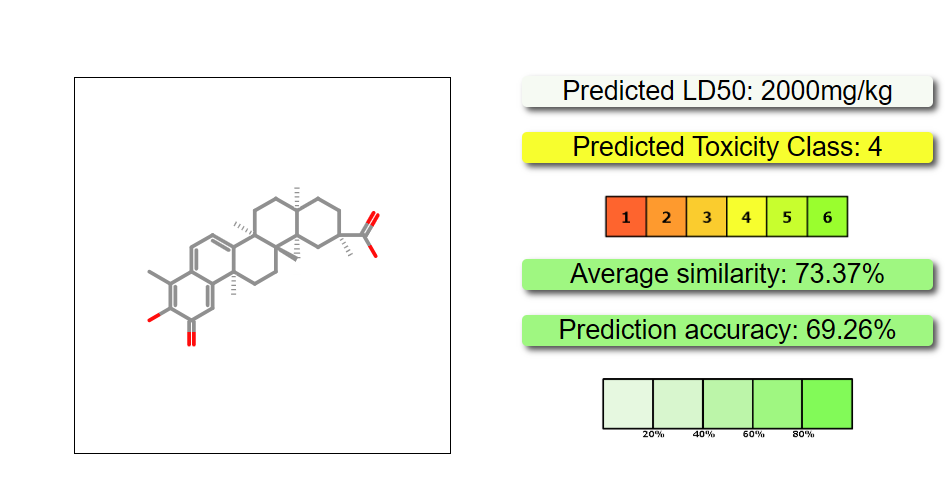 Predicted LD50: 2000mg/kg
Predicted Toxicity Class: 4
1 2 3 4 5 6
Average similarity: 73.37%
Prediction accuracy: 69.26%
20% 40% 60% 80%